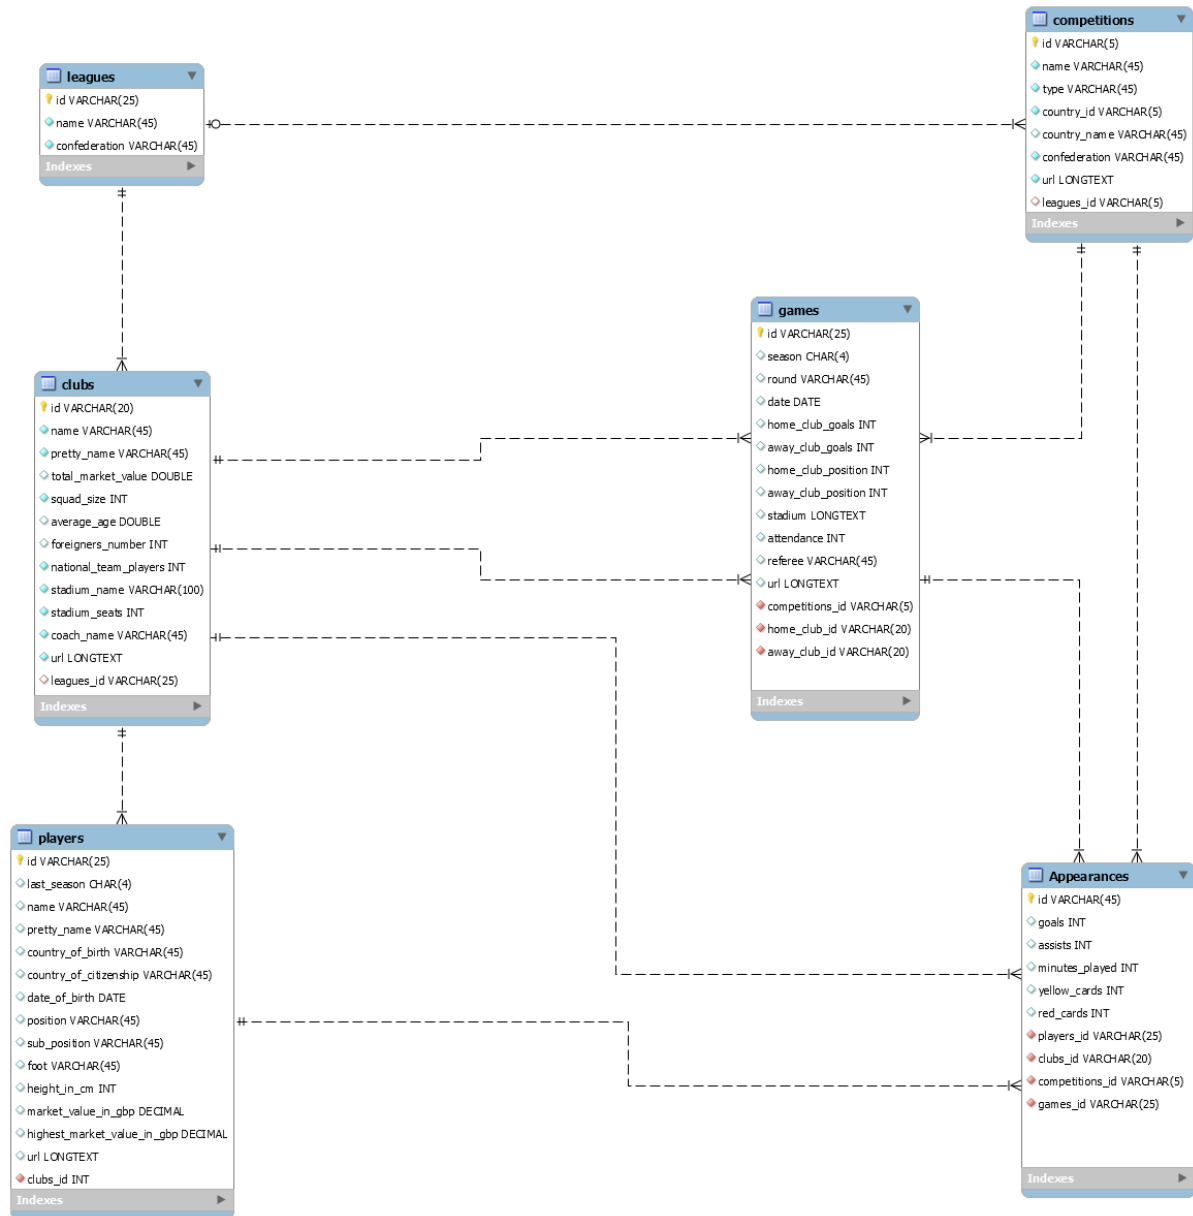 leagues
id VARCHAR(25)
name VARCHAR(45)
confederation VARCHAR(45)
Indexes
competitions
id VARCHAR(5)
name VARCHAR(45)
type VARCHAR(45)
country_id VARCHAR(5)
country_name VARCHAR(45)
confederation VARCHAR(45)
url LONGTEXT
leagues_id VARCHAR(5)
Indexes
clubs
id VARCHAR(20)
name VARCHAR(45)
pretty_name VARCHAR(45)
total_market_value DOUBLE
squad_size INT
average_age DOUBLE
foreigners_number INT
national_team_players INT
stadium_name VARCHAR(100)
stadium_seats INT
coach_name VARCHAR(45)
url LONGTEXT
leagues_id VARCHAR(25)
Indexes
games
id VARCHAR(25)
season CHAR(4)
round VARCHAR(45)
date DATE
home_club_goals INT
away_club_goals INT
home_club_position INT
away_club_position INT
stadium LONGTEXT
attendance INT
referee VARCHAR(45)
url LONGTEXT
competitions_id VARCHAR(5)
home_club_id VARCHAR(20)
away_club_id VARCHAR(20)
Indexes
players
id VARCHAR(25)
last_season CHAR(4)
name VARCHAR(45)
pretty_name VARCHAR(45)
country_of_birth VARCHAR(45)
country_of_citizenship VARCHAR(45)
date_of_birth DATE
position VARCHAR(45)
sub_position VARCHAR(45)
foot VARCHAR(45)
height_in_cm INT
market_value_in_gbp DECIMAL
highest_market_value_in_gbp DECIMAL
url LONGTEXT
clubs_id INT
Indexes
Appearances
id VARCHAR(45)
goals INT
assists INT
minutes_played INT
yellow_cards INT
red_cards INT
players_id VARCHAR(25)
clubs_id VARCHAR(20)
competitions_id VARCHAR(5)
games_id VARCHAR(25)
Indexes